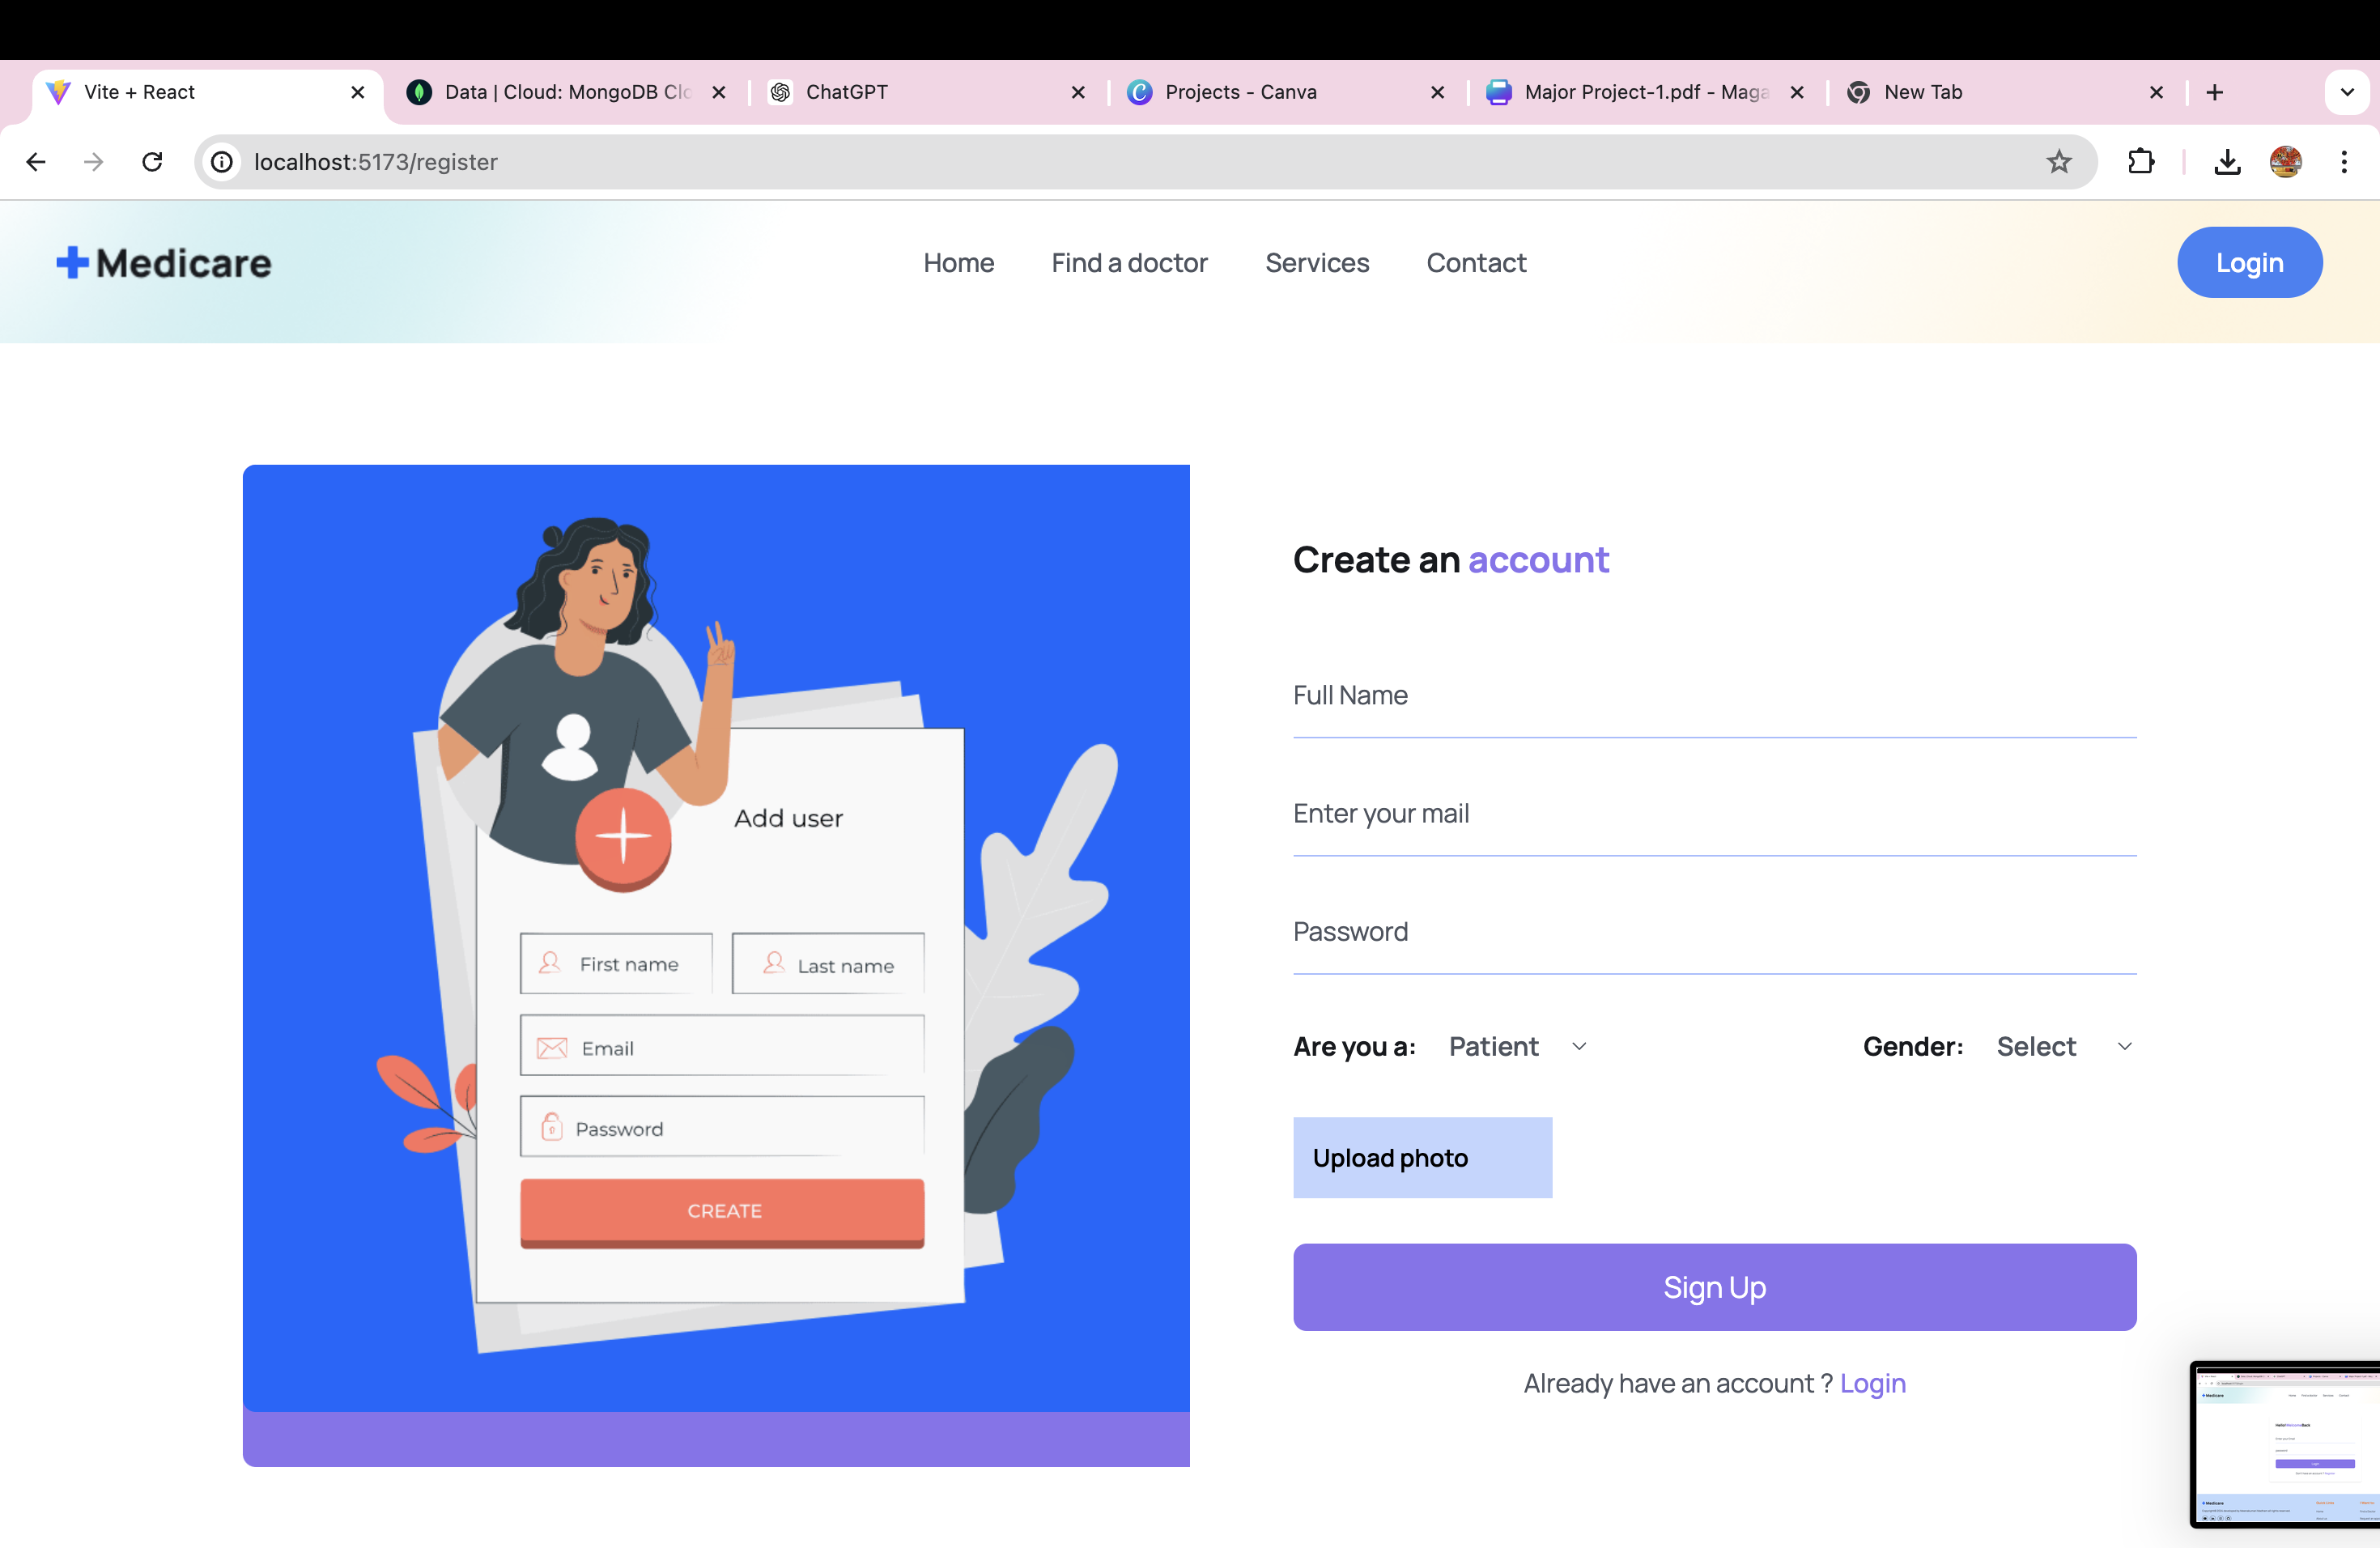 Vite + React
Data | Cloud: MongoDB Clo
ChatGPT
Projects - Canva
Major Project-1.pdf - Maga
New Tab
localhost:5173/register
Medicare
Home
Find a doctor
Services
Contact
Login
Add user
First name
Last name
Email
Password
CREATE
Create an account
Full Name
Enter your mail
Password
Are you a: Patient
Gender: Select
Upload photo
Sign Up
Already have an account ? Login